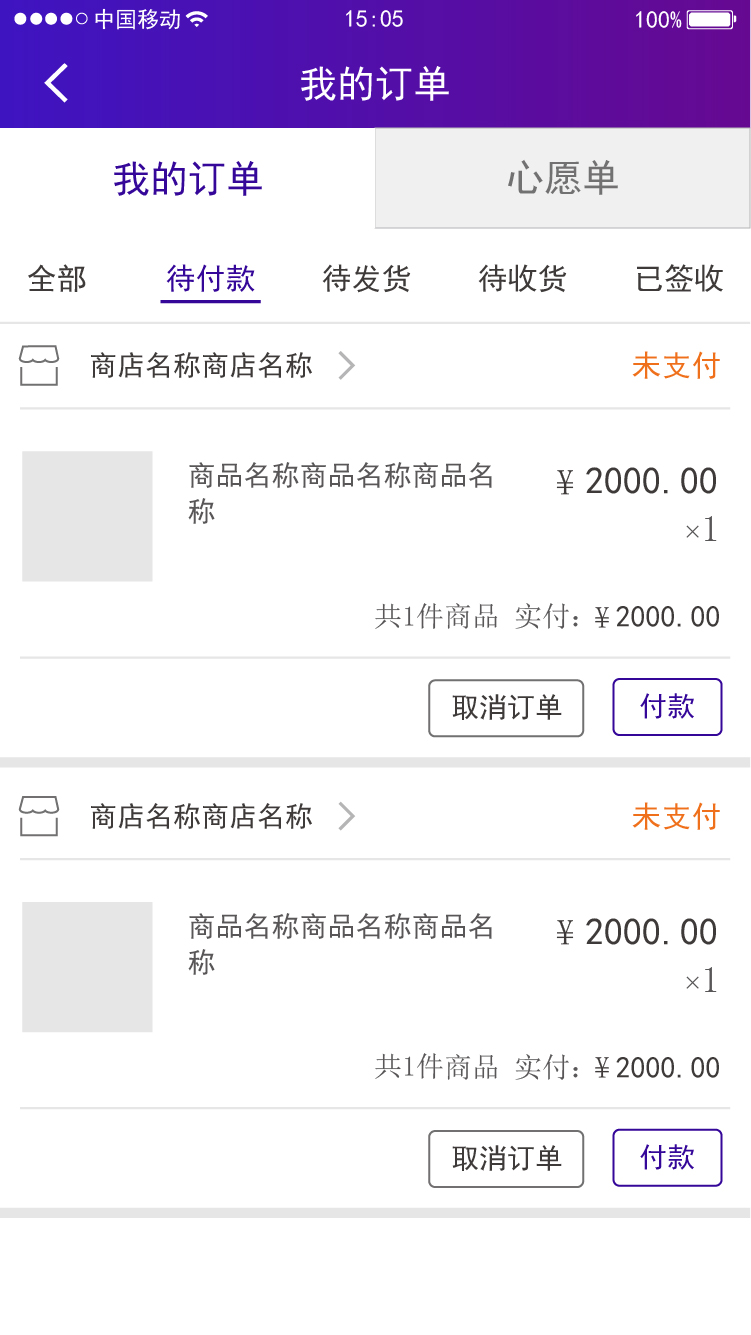 中国移动 15:05 100%
我的订单
我的订单 心愿单
全部 待付款 待发货 待收货 已签收
商店名称商店名称 未支付
商品名称商品名称商品名 ¥ 2000.00
称
×1
共1件商品 实付: ¥2000.00
取消订单 付款
商店名称商店名称 未支付
商品名称商品名称商品名 ¥ 2000.00
称
×1
共1件商品 实付: ¥2000.00
取消订单 付款